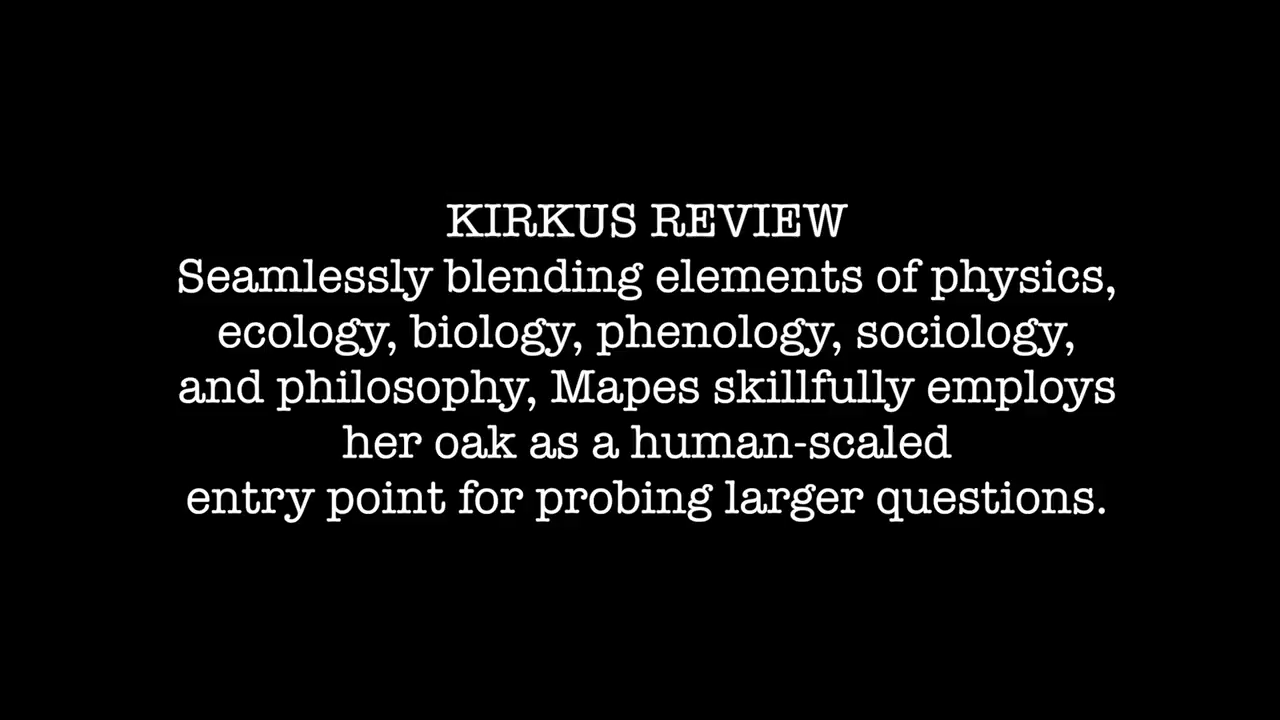 KIRKUS REVIEW
Seamlessly blending elements of physics,
ecology, biology, phenology, sociology,
and philosophy, Mapes skillfully employs
her oak as a human-scaled
entry point for probing larger questions.